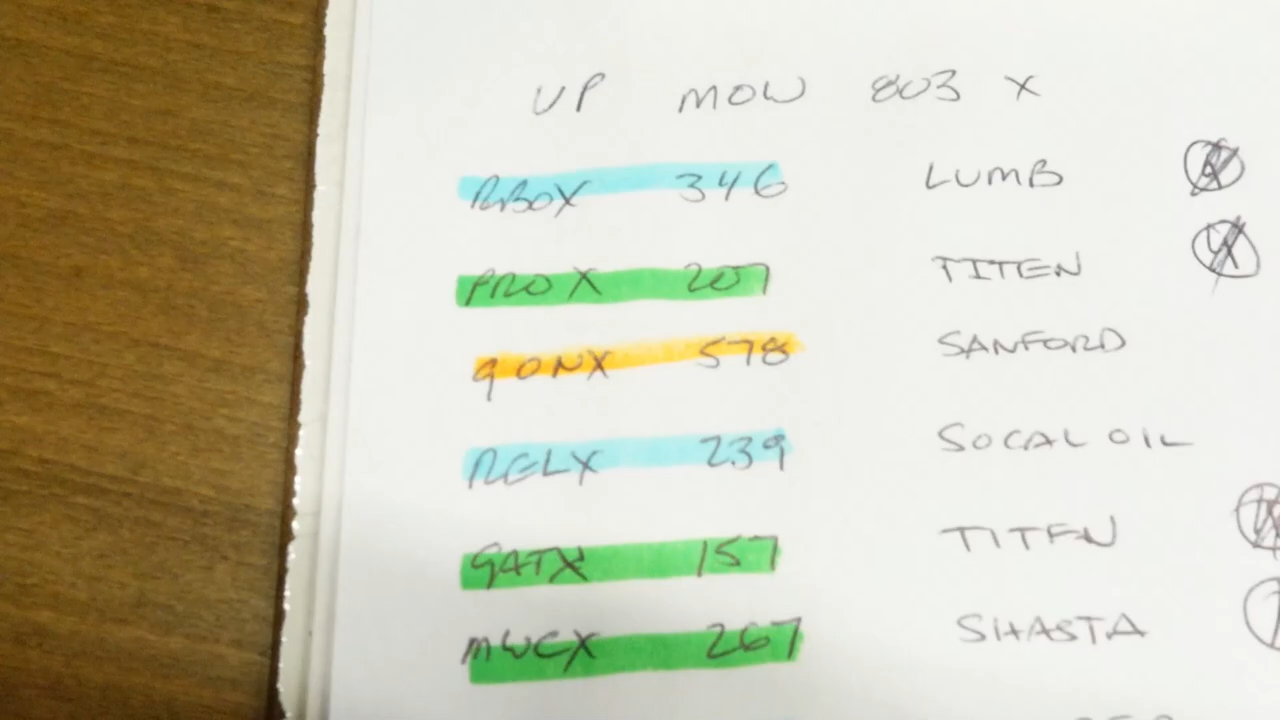 UP MOW 803 X
RBOX 346 LUMB
PROX 207 TITEN
GONX 578 SANFORD
RELX 239 SOCAL OIL
GATX 157 TITEN
MWCX 267 SHASTA